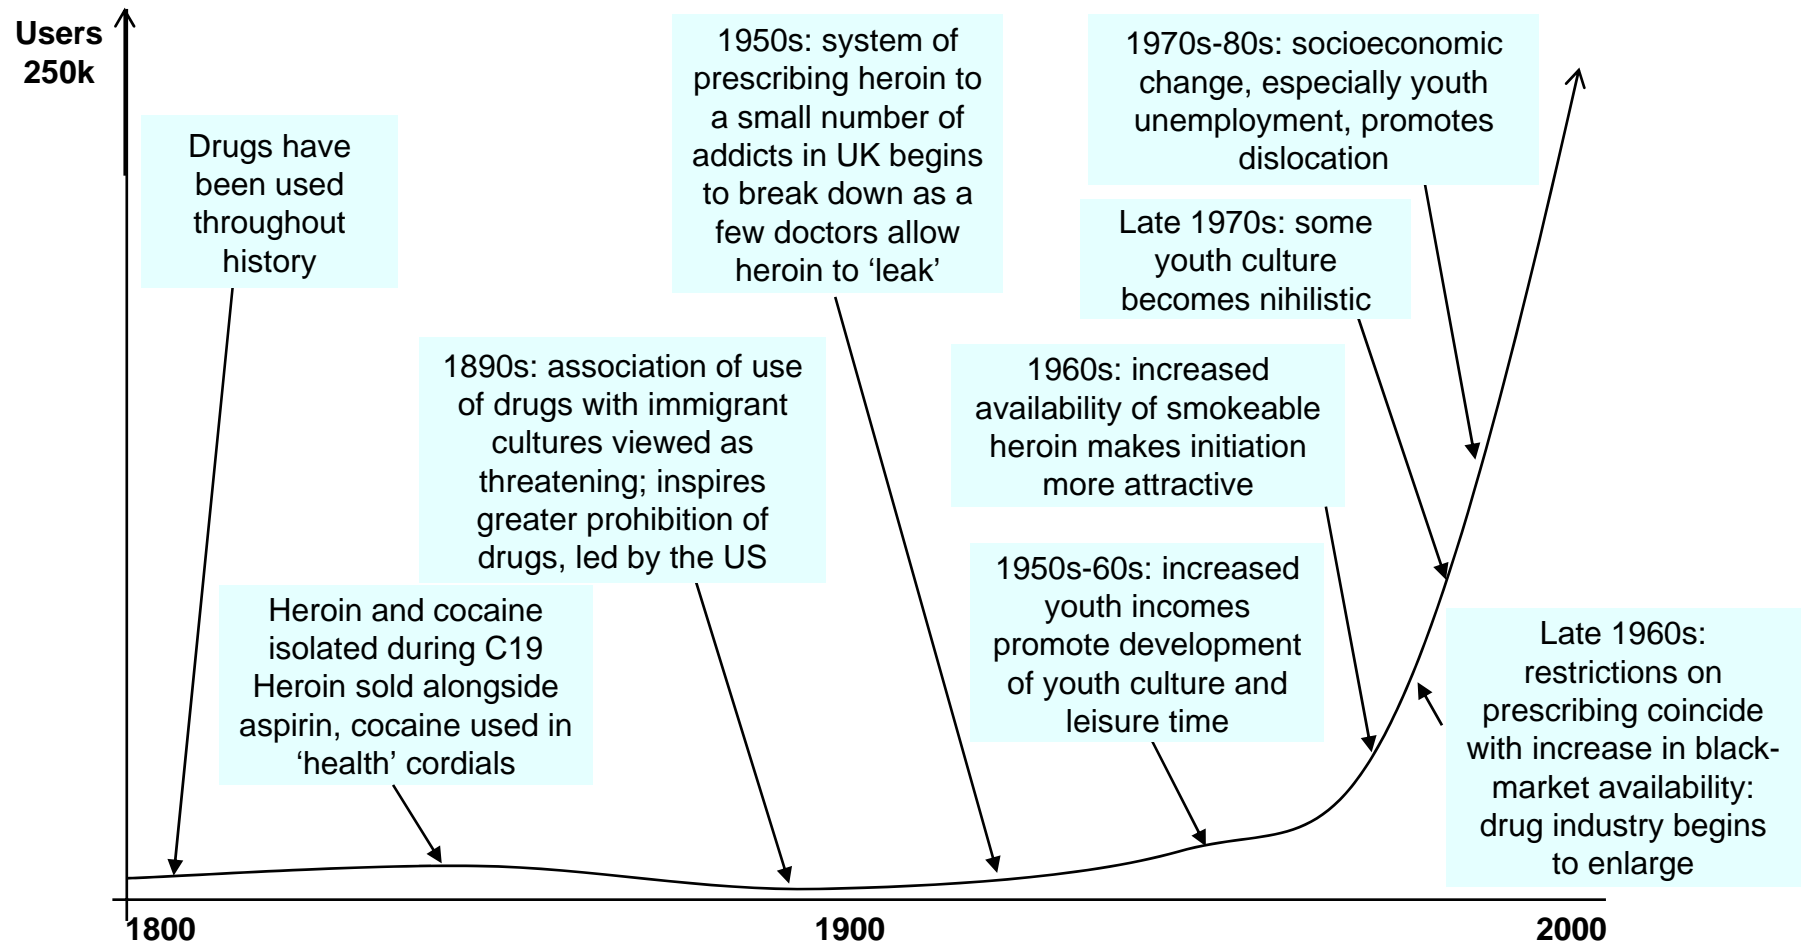 Users
250k
Drugs have
been used
throughout
history
Heroin and cocaine
isolated during C19
Heroin sold alongside
aspirin, cocaine used in
‘health’ cordials
1890s: association of use
of drugs with immigrant
cultures viewed as
threatening; inspires
greater prohibition of
drugs, led by the US
1950s: system of
prescribing heroin to
a small number of
addicts in UK begins
to break down as a
few doctors allow
heroin to ‘leak’
1950s-60s: increased
youth incomes
promote development
of youth culture and
leisure time
1960s: increased
availability of smokeable
heroin makes initiation
more attractive
Late 1970s: some
youth culture
becomes nihilistic
1970s-80s: socioeconomic
change, especially youth
unemployment, promotes
dislocation
Late 1960s:
restrictions on
prescribing coincide
with increase in black-
market availability:
drug industry begins
to enlarge
1800
1900
2000